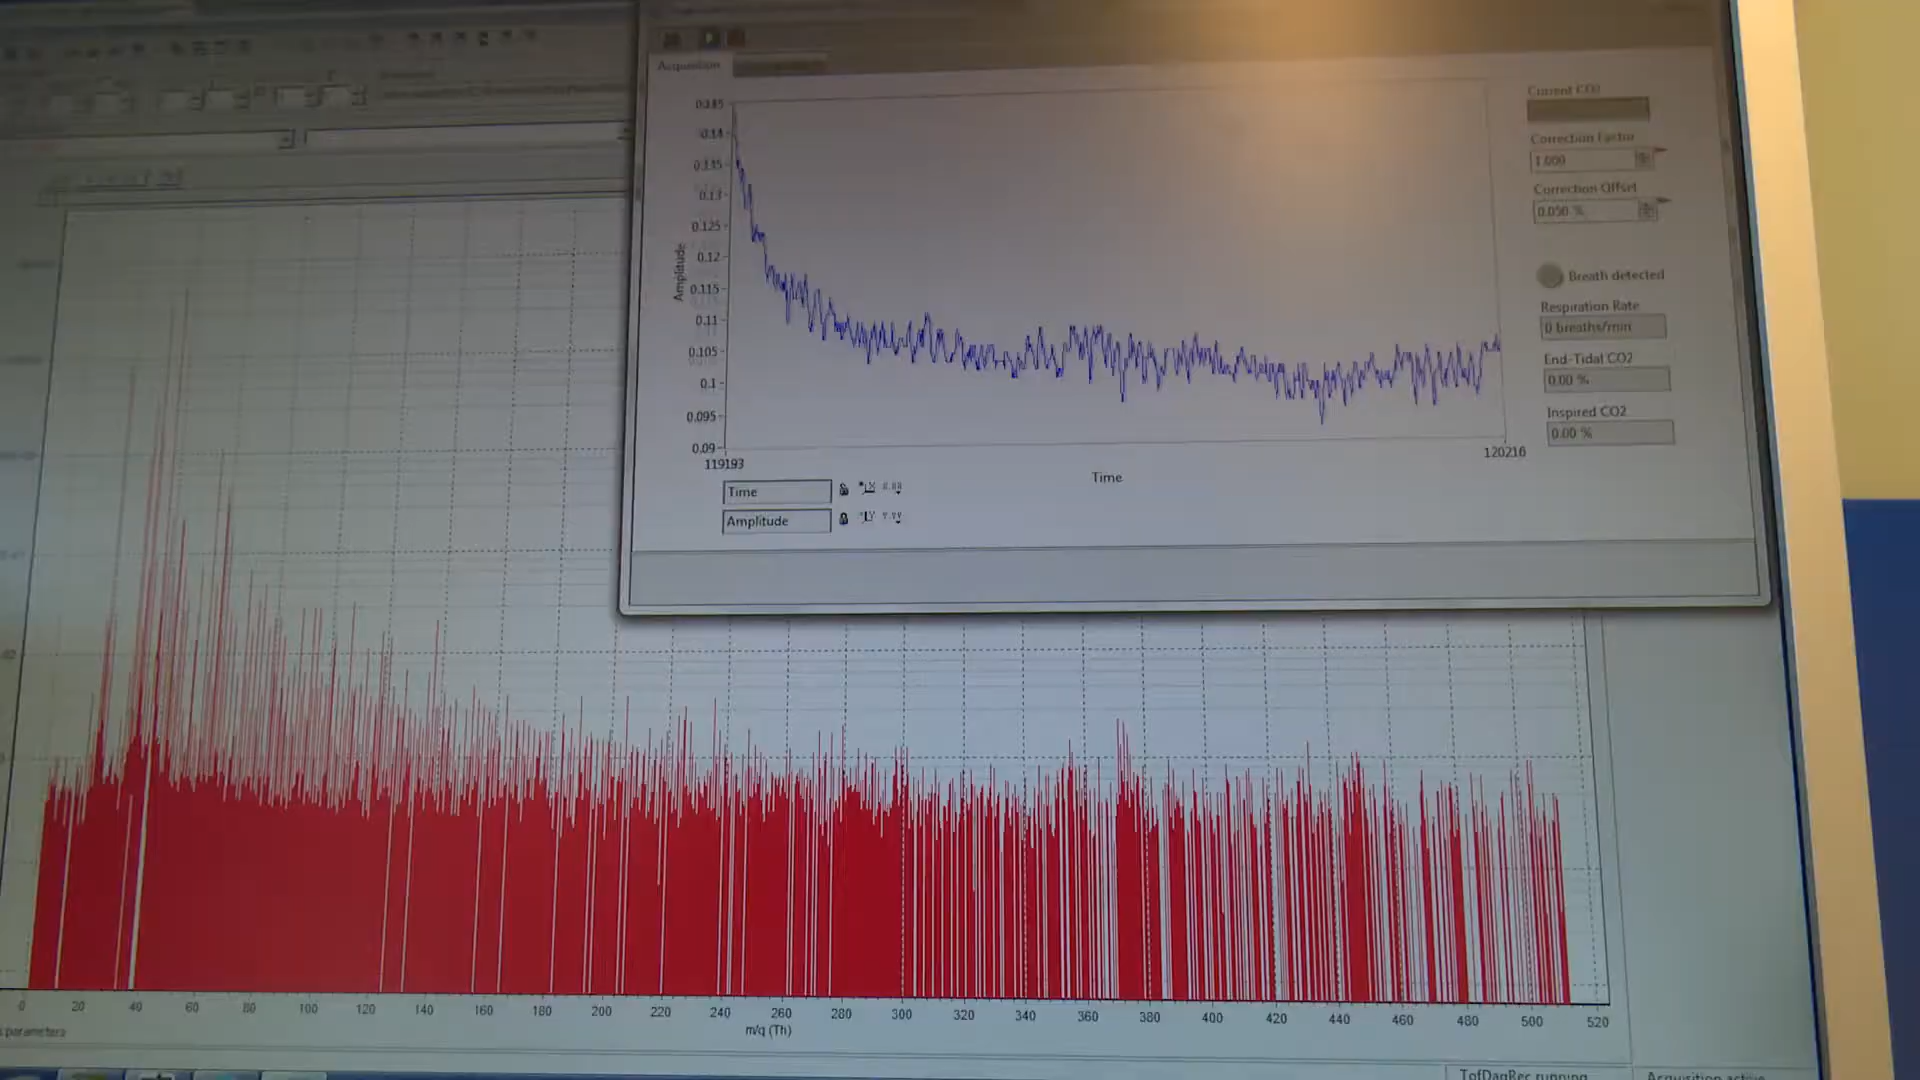 Acquisition
Current CO2
Correction Factor
1.000
Correction Offset
0.050 %
Breath detected
Respiration Rate
0 breaths/min
End-Tidal CO2
0.00 %
Inspired CO2
0.00 %
0.14
0.135
0.13
0.125
0.12
0.115
0.11
0.105
0.1
0.095
0.09
Amplitude
119193
120216
Time
Time
Amplitude
0 20 40 60 80 100 120 140 160 180 200 220 240 260 280 300 320 340 360 380 400 420 440 460 480 500 520
m/q (Th)
parameters
TofDaqRec running
Acquisition active